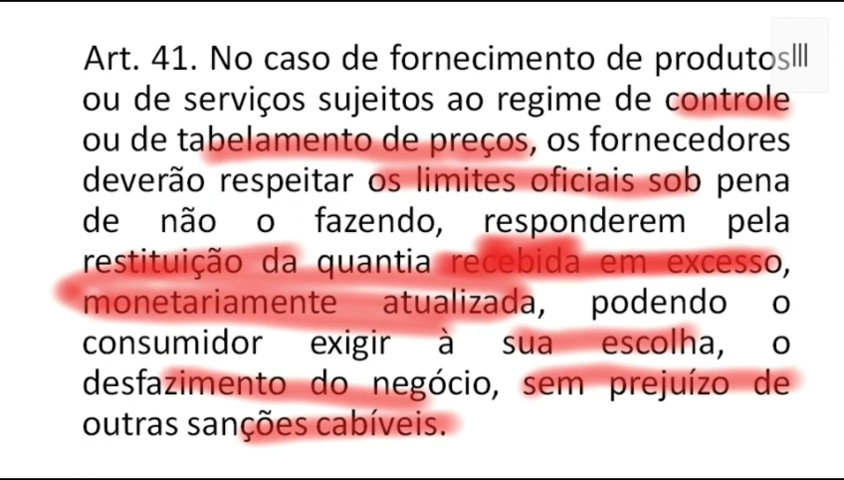 Art. 41. No caso de fornecimento de produtos
ou de serviços sujeitos ao regime de controle
ou de tabelamento de preços, os fornecedores
deverão respeitar os limites oficiais sob pena
de não o fazendo, responderem pela
restituição da quantia recebida em excesso,
monetariamente atualizada, podendo o
consumidor exigir à sua escolha, o
desfazimento do negócio, sem prejuízo de
outras sanções cabíveis.